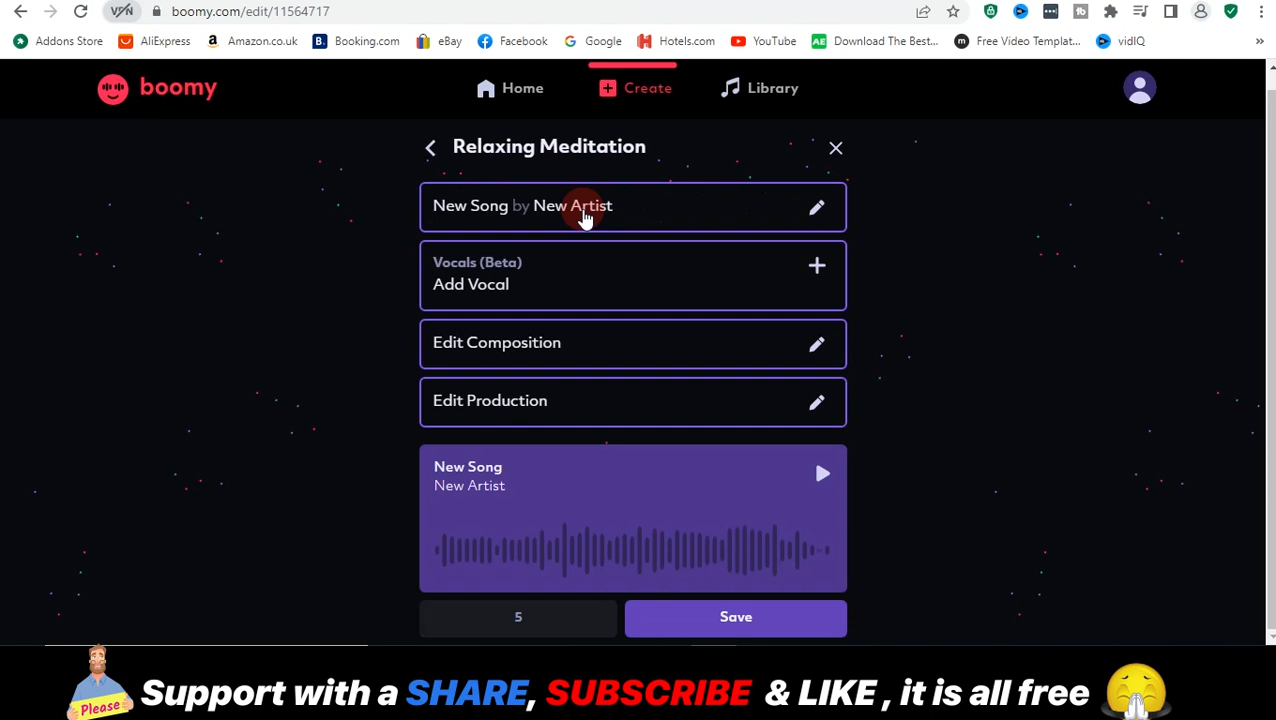 boomy.com/edit/11564717
VPN
Addons Store AliExpress Amazon.co.uk Booking.com eBay Facebook Google Hotels.com YouTube Download The Best... Free Video Templat... vidIQ
boomy Home Create Library
Relaxing Meditation
New Song by New Artist
Vocals (Beta)
Add Vocal
Edit Composition
Edit Production
New Song
New Artist
5 Save
Please Support with a SHARE, SUBSCRIBE & LIKE , it is all free